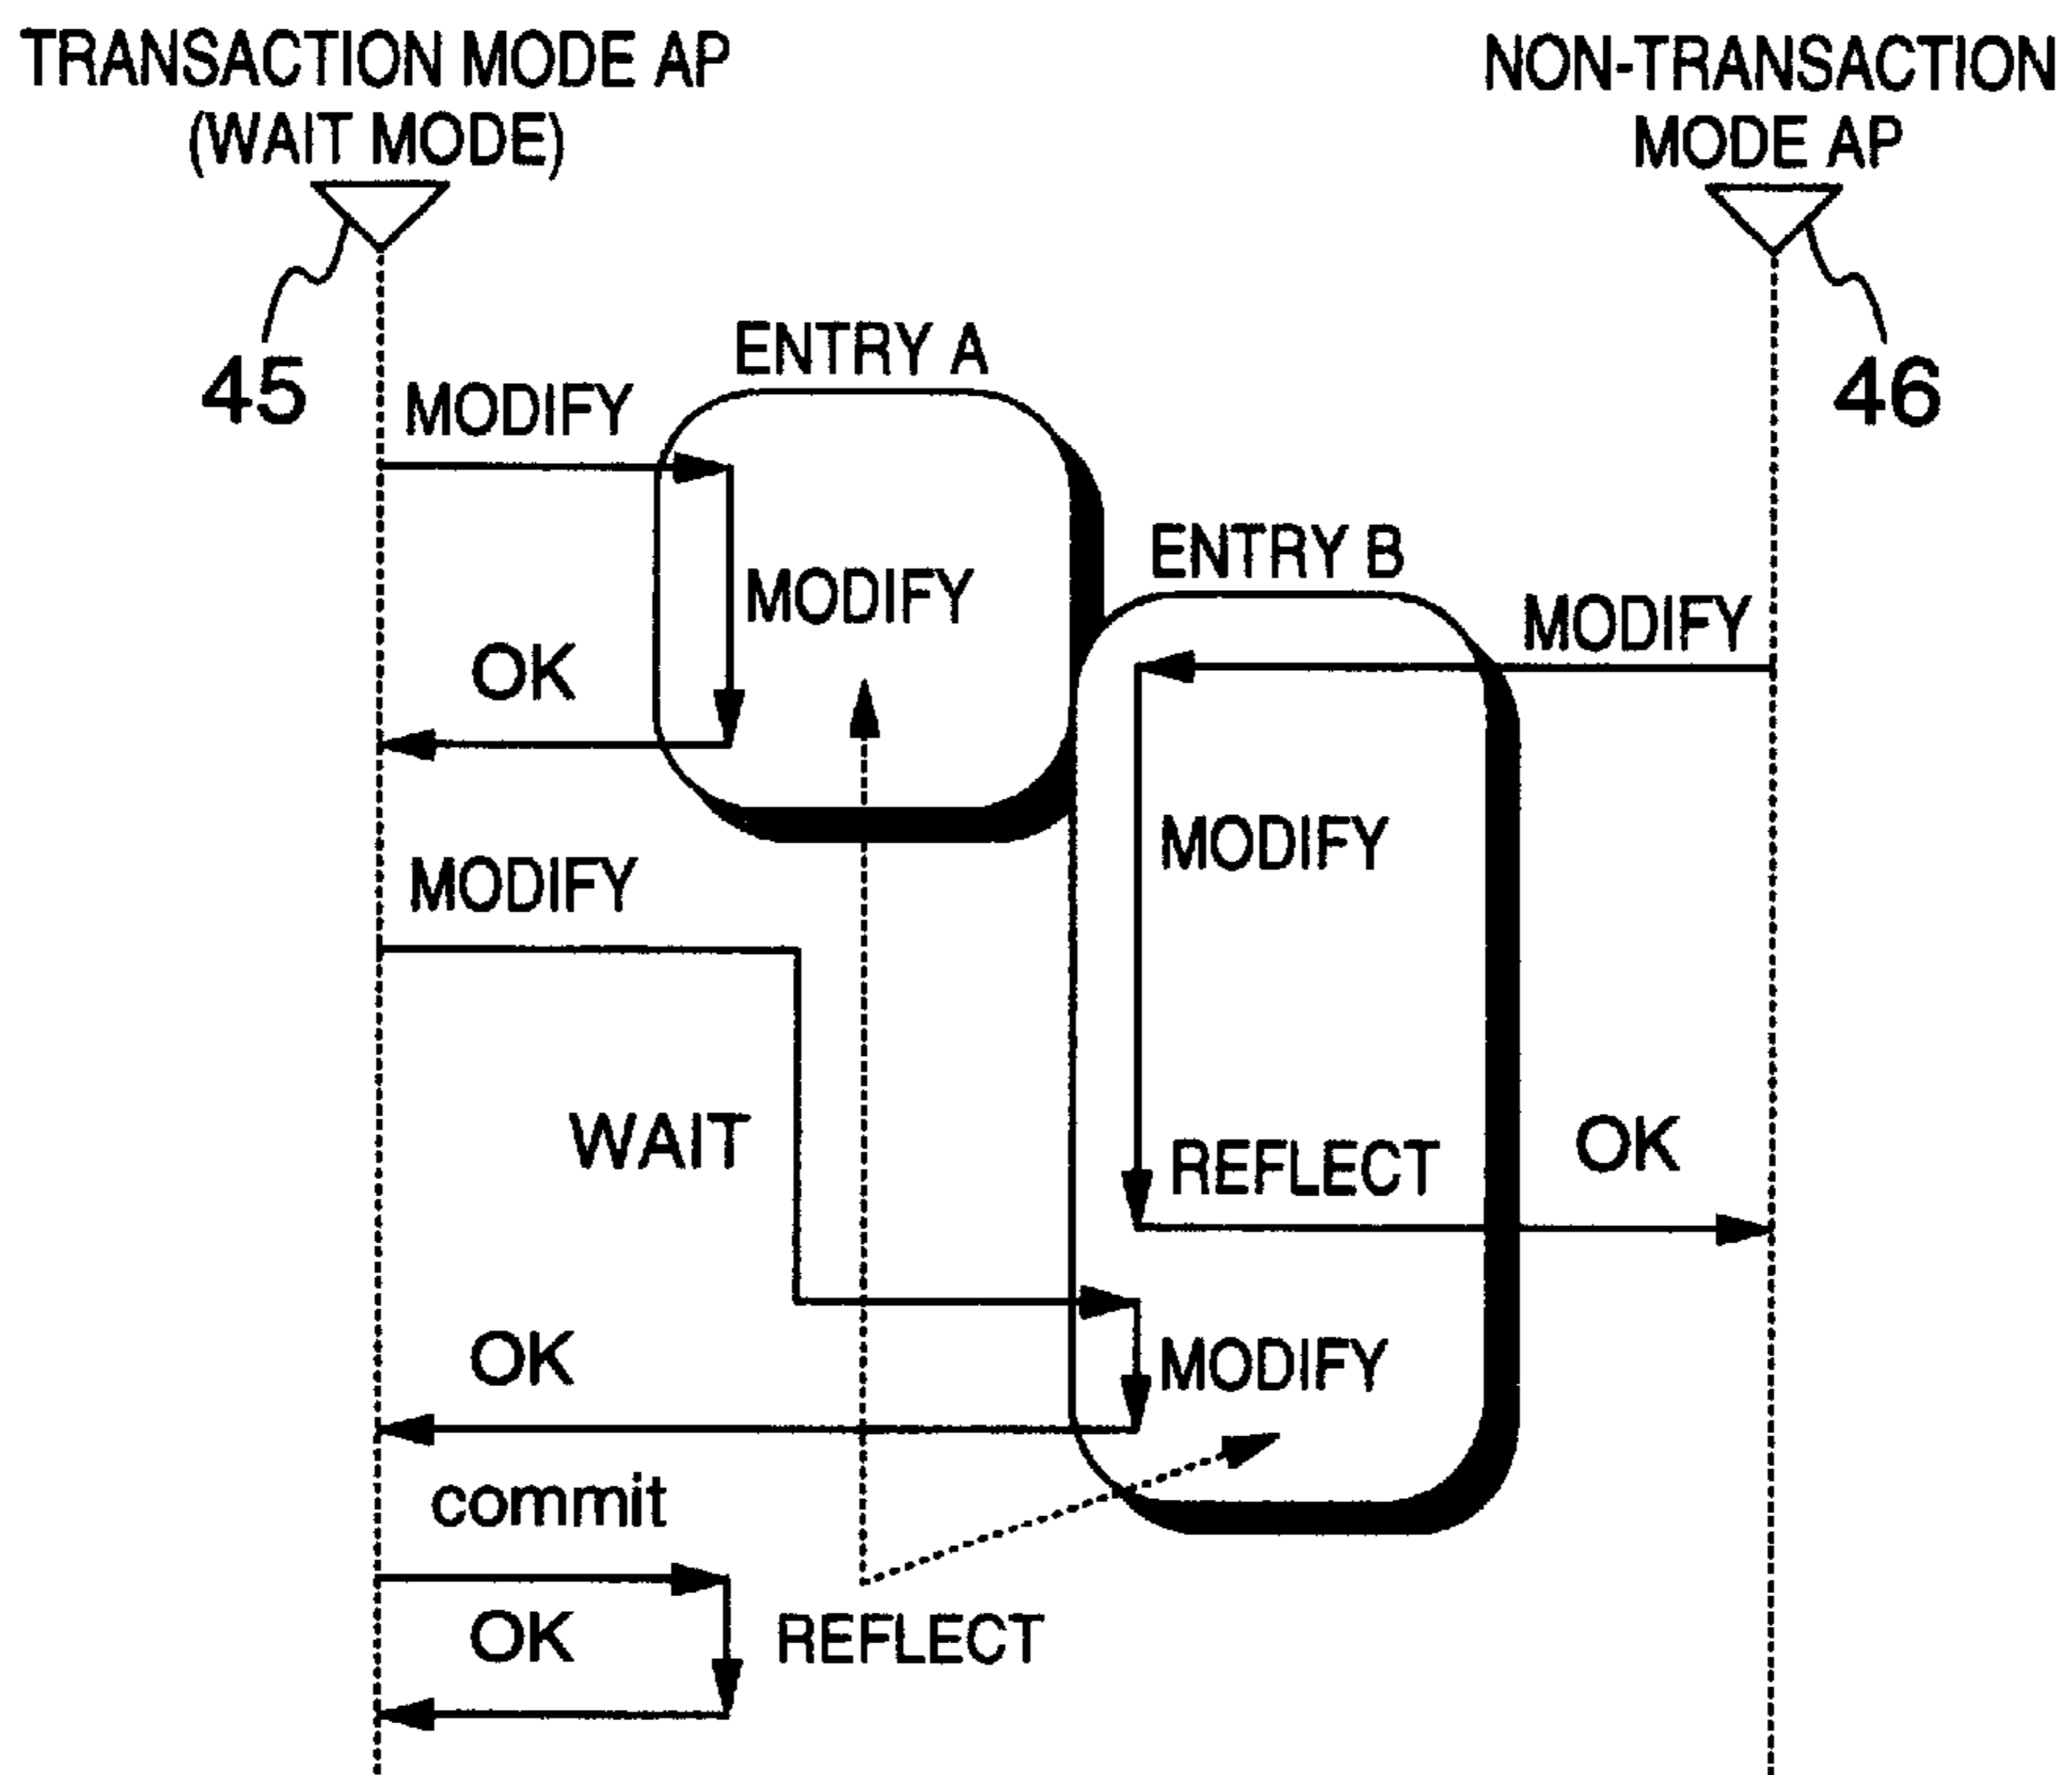 TRANSACTION MODE AP
(WAIT MODE)
NON-TRANSACTION
MODE AP
45
46
ENTRY A
MODIFY
MODIFY
OK
ENTRY B
MODIFY
MODIFY
MODIFY
WAIT
REFLECT
OK
OK
MODIFY
commit
OK
REFLECT